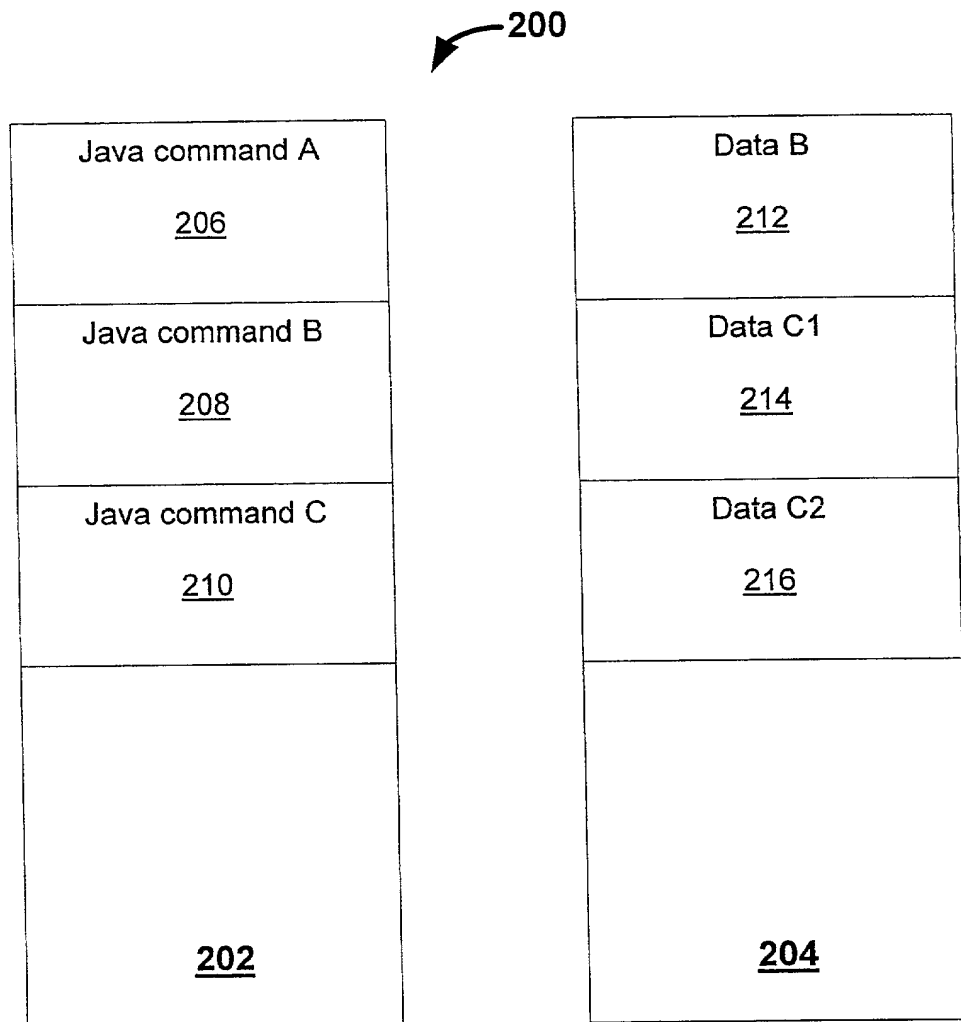 200
Java command A
206
Java command B
208
Java command C
210
202
Data B
212
Data C1
214
Data C2
216
204